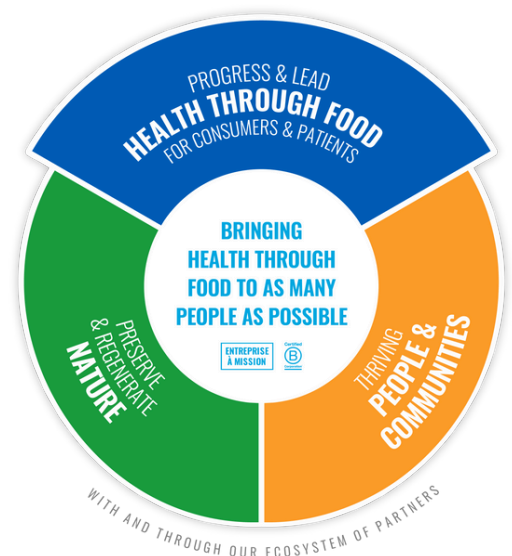 PROGRESS & LEAD
HEALTH THROUGH FOOD
FOR CONSUMERS & PATIENTS
BRINGING
HEALTH THROUGH
FOOD TO AS MANY
PEOPLE AS POSSIBLE
ENTREPRISE
À MISSION
Certified
B
Corporation
PRESERVE
& REGENERATE
NATURE
THRIVING
PEOPLE &
COMMUNITIES
WITH AND THROUGH OUR ECOSYSTEM OF PARTNERS